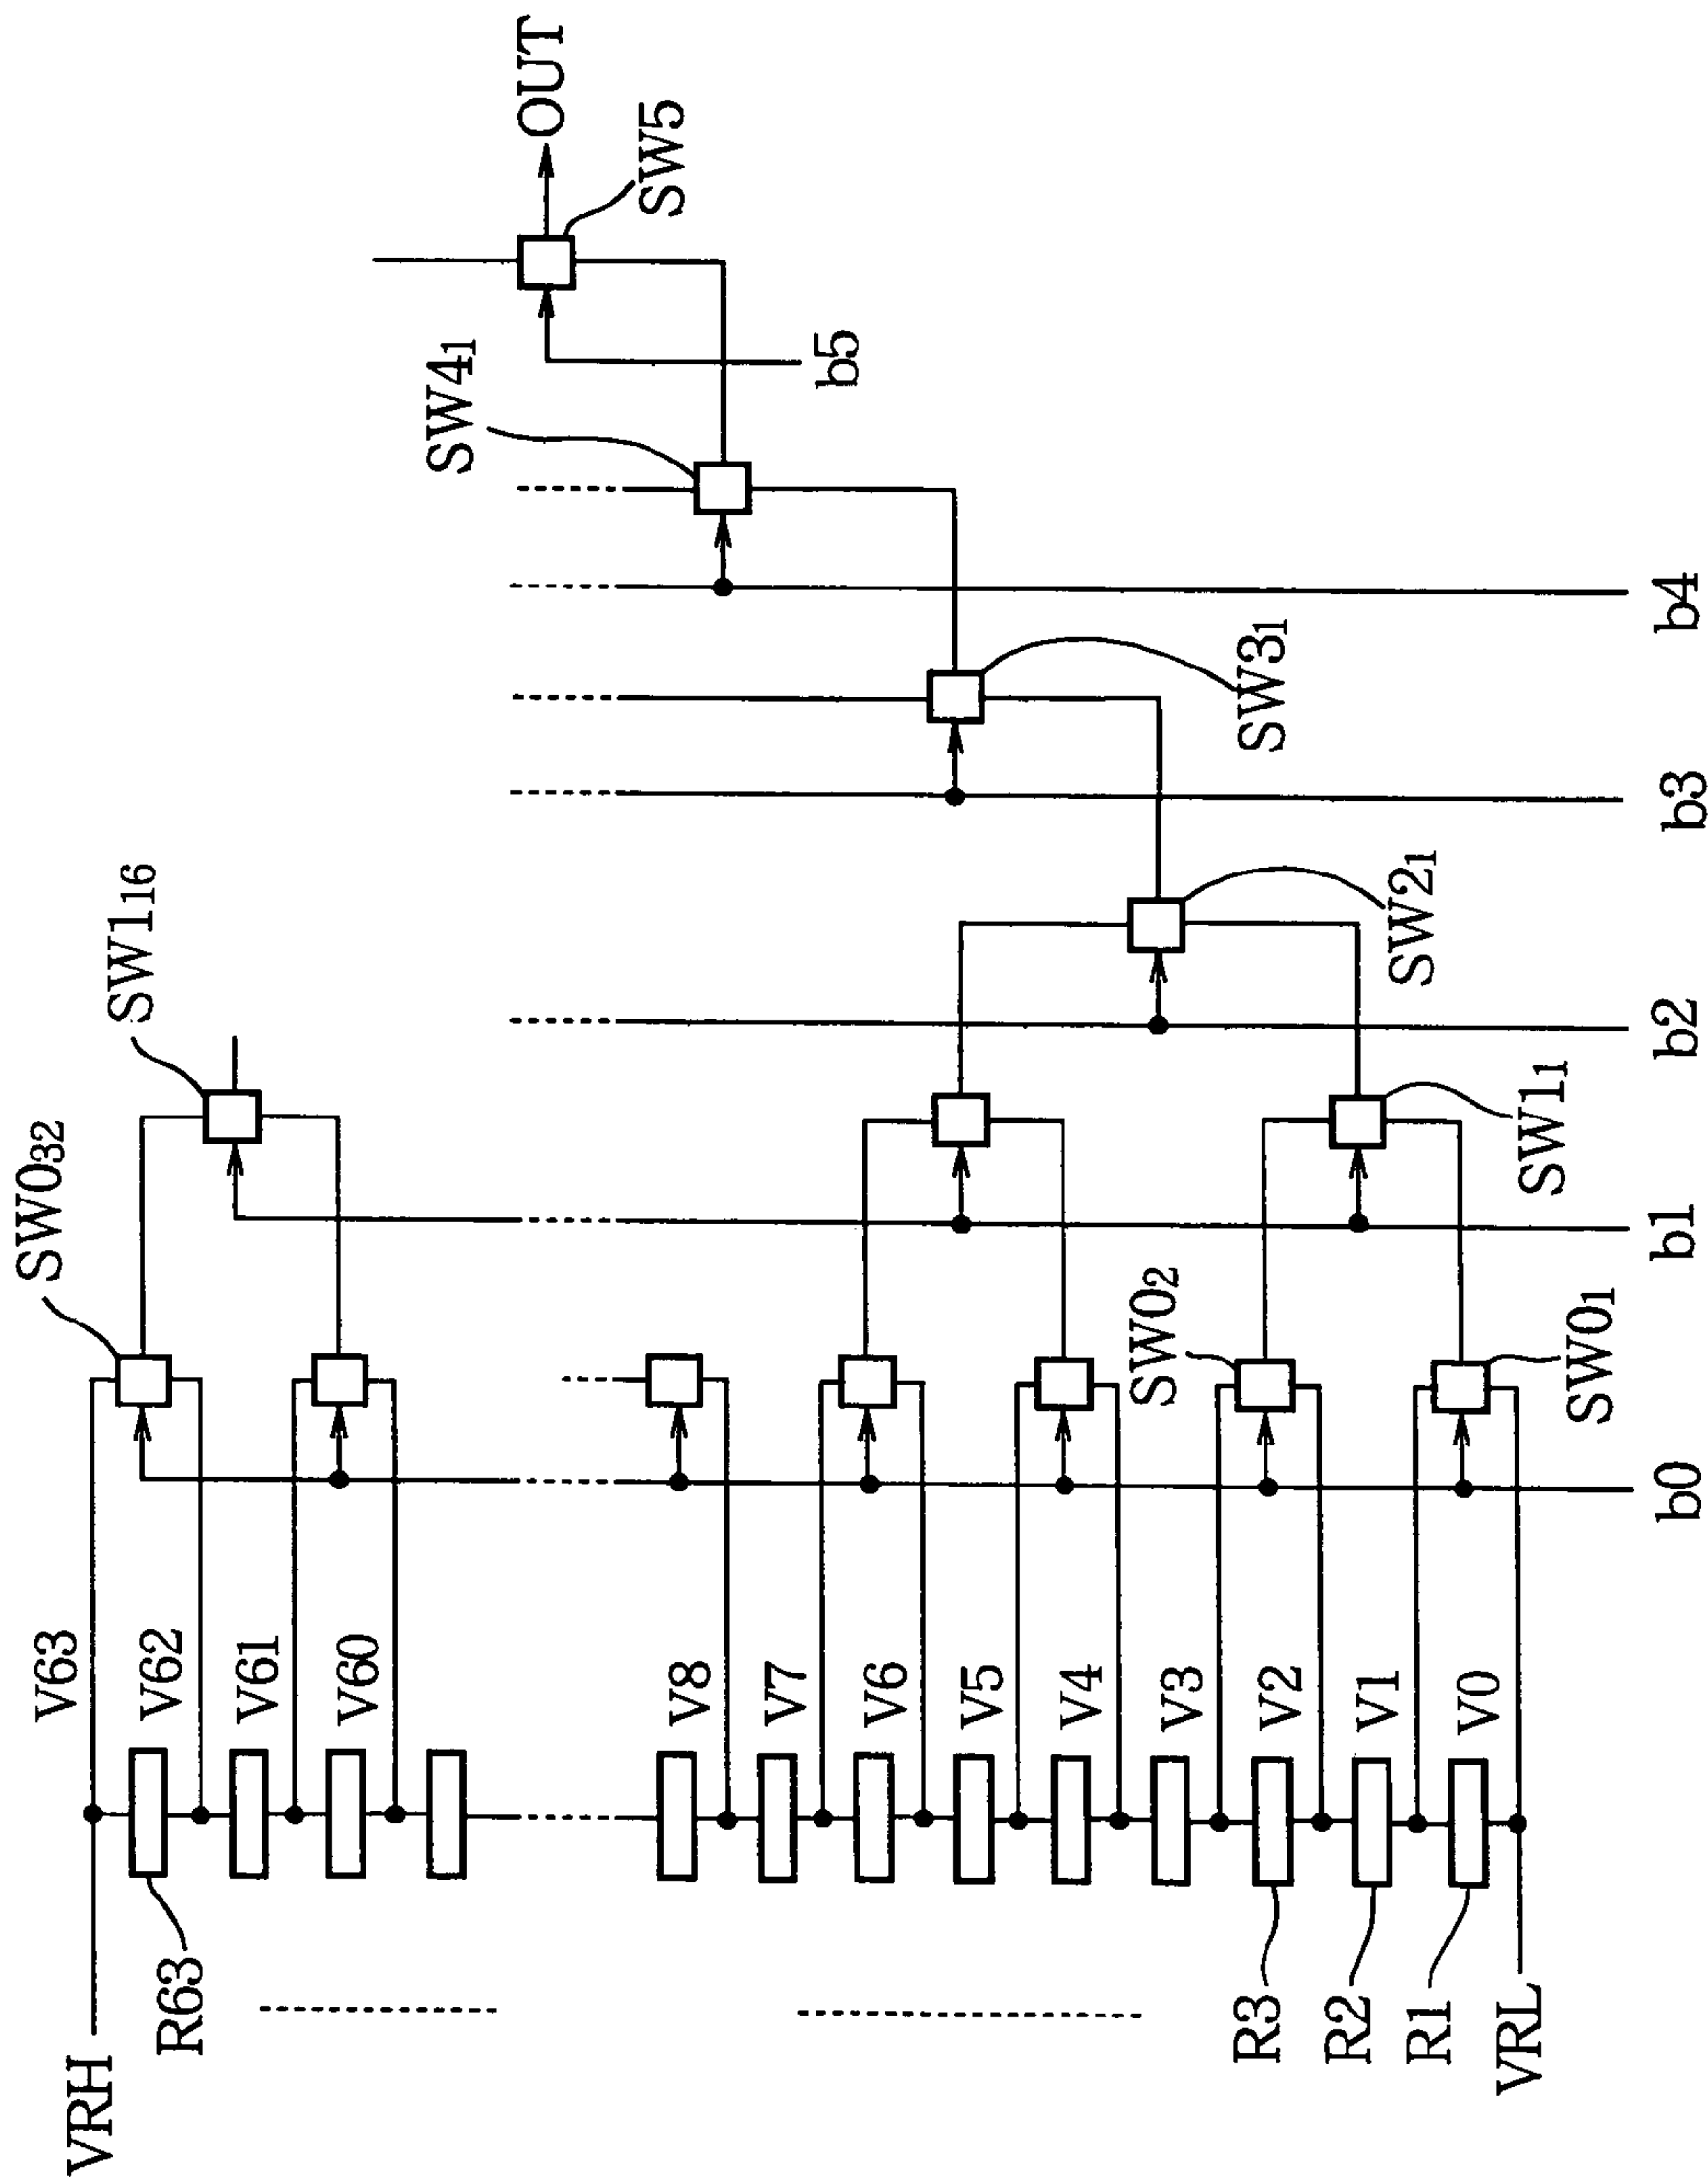 VRH
R63
R3
R2
R1
VRL
V63
V62
V61
V60
V8
V7
V6
V5
V4
V3
V2
V1
V0
SW0₃₂
SW0₂
SW0₁
b0
SW1₁₆
SW1₁
b1
SW2₁
b2
SW3₁
b3
SW4₁
b4
SW5
b5
OUT